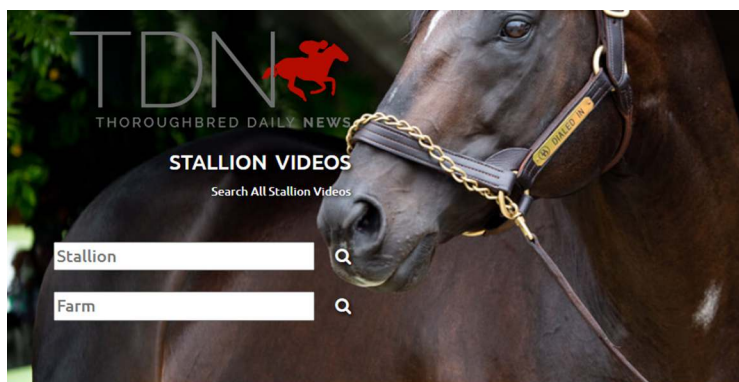 TDN
THOROUGHBRED DAILY NEWS
STALLION VIDEOS
Search All Stallion Videos
Stallion
Farm
DIALED IN